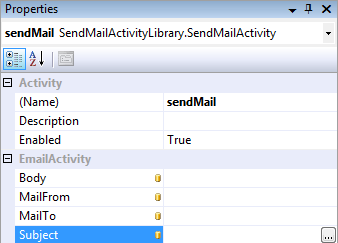 Properties
sendMail SendMailActivityLibrary.SendMailActivity
Activity
(Name) sendMail
Description
Enabled True
EmailActivity
Body
MailFrom
MailTo
Subject ...